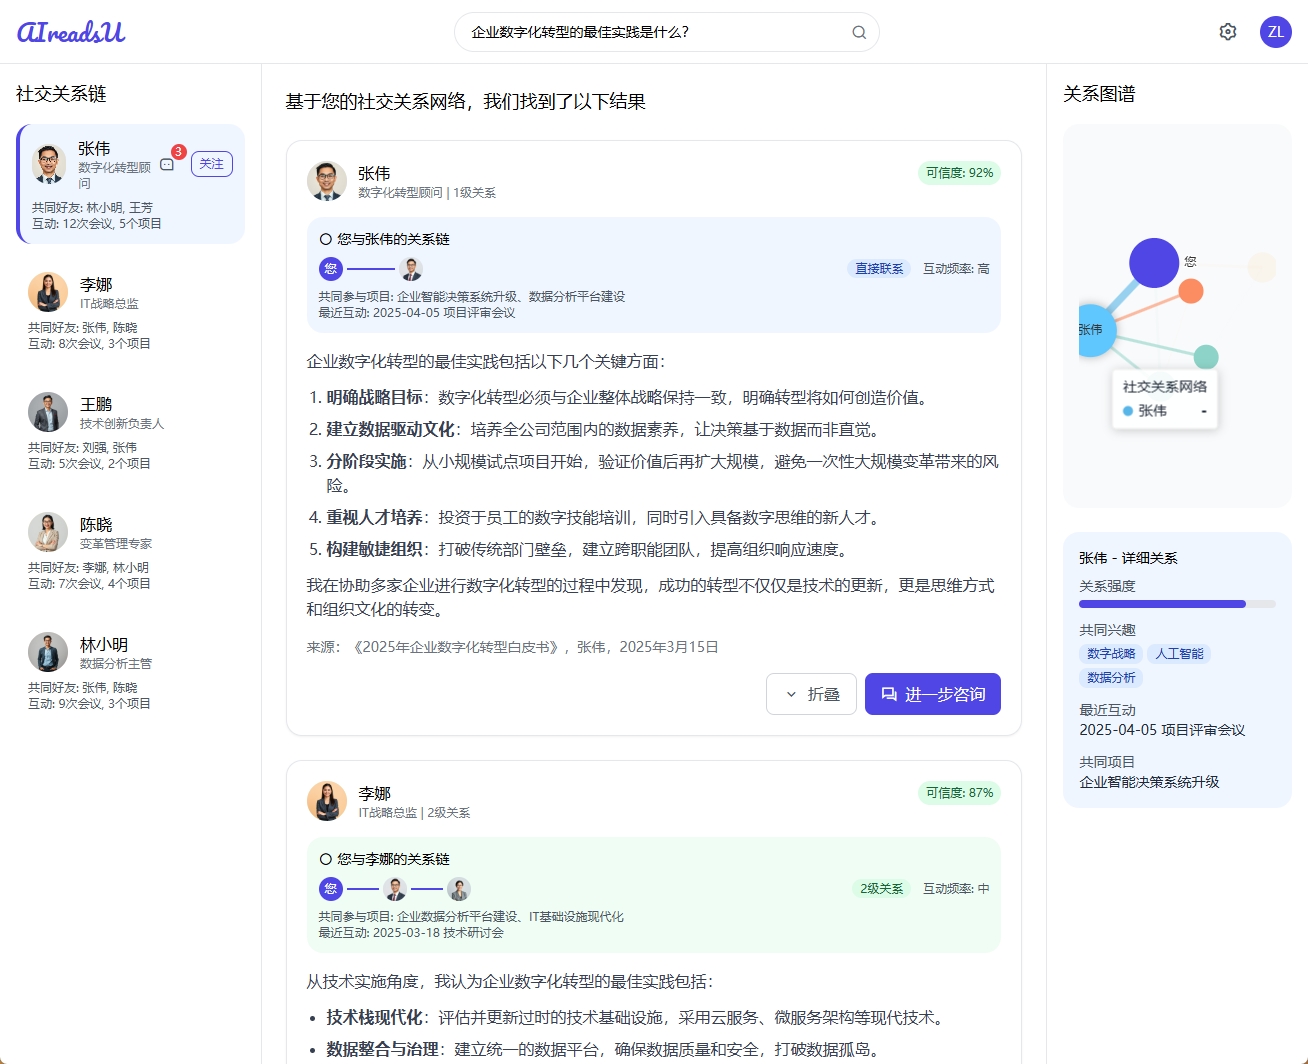 AIreadsU
企业数字化转型的最佳实践是什么?
ZL
社交关系链
张伟
数字化转型顾问
3
关注
共同好友: 林小明, 王芳
互动: 12次会议, 5个项目
李娜
IT战略总监
共同好友: 张伟, 陈晓
互动: 8次会议, 3个项目
王鹏
技术创新负责人
共同好友: 刘强, 张伟
互动: 5次会议, 2个项目
陈晓
变革管理专家
共同好友: 李娜, 林小明
互动: 7次会议, 4个项目
林小明
数据分析主管
共同好友: 张伟, 陈晓
互动: 9次会议, 3个项目
基于您的社交关系网络，我们找到了以下结果
张伟
数字化转型顾问 | 1级关系
可信度: 92%
您与张伟的关系链
您
直接联系
互动频率: 高
共同参与项目: 企业智能决策系统升级、数据分析平台建设
最近互动: 2025-04-05 项目评审会议
企业数字化转型的最佳实践包括以下几个关键方面：
1. 明确战略目标：数字化转型必须与企业整体战略保持一致，明确转型将如何创造价值。
2. 建立数据驱动文化：培养全公司范围内的数据素养，让决策基于数据而非直觉。
3. 分阶段实施：从小规模试点项目开始，验证价值后再扩大规模，避免一次性大规模变革带来的风
险。
4. 重视人才培养：投资于员工的数字技能培训，同时引入具备数字思维的新人才。
5. 构建敏捷组织：打破传统部门壁垒，建立跨职能团队，提高组织响应速度。
我在协助多家企业进行数字化转型的过程中发现，成功的转型不仅仅是技术的更新，更是思维方式
和组织文化的转变。
来源：《2025年企业数字化转型白皮书》，张伟，2025年3月15日
折叠
进一步咨询
李娜
IT战略总监 | 2级关系
可信度: 87%
您与李娜的关系链
您
2级关系
互动频率: 中
共同参与项目: 企业数据分析平台建设、IT基础设施现代化
最近互动: 2025-03-18 技术研讨会
从技术实施角度，我认为企业数字化转型的最佳实践包括：
• 技术栈现代化：评估并更新过时的技术基础设施，采用云服务、微服务架构等现代技术。
• 数据整合与治理：建立统一的数据平台，确保数据质量和安全，打破数据孤岛。
关系图谱
您
张伟
社交关系网络
张伟 -
张伟 - 详细关系
关系强度
共同兴趣
数字战略
人工智能
数据分析
最近互动
2025-04-05 项目评审会议
共同项目
企业智能决策系统升级